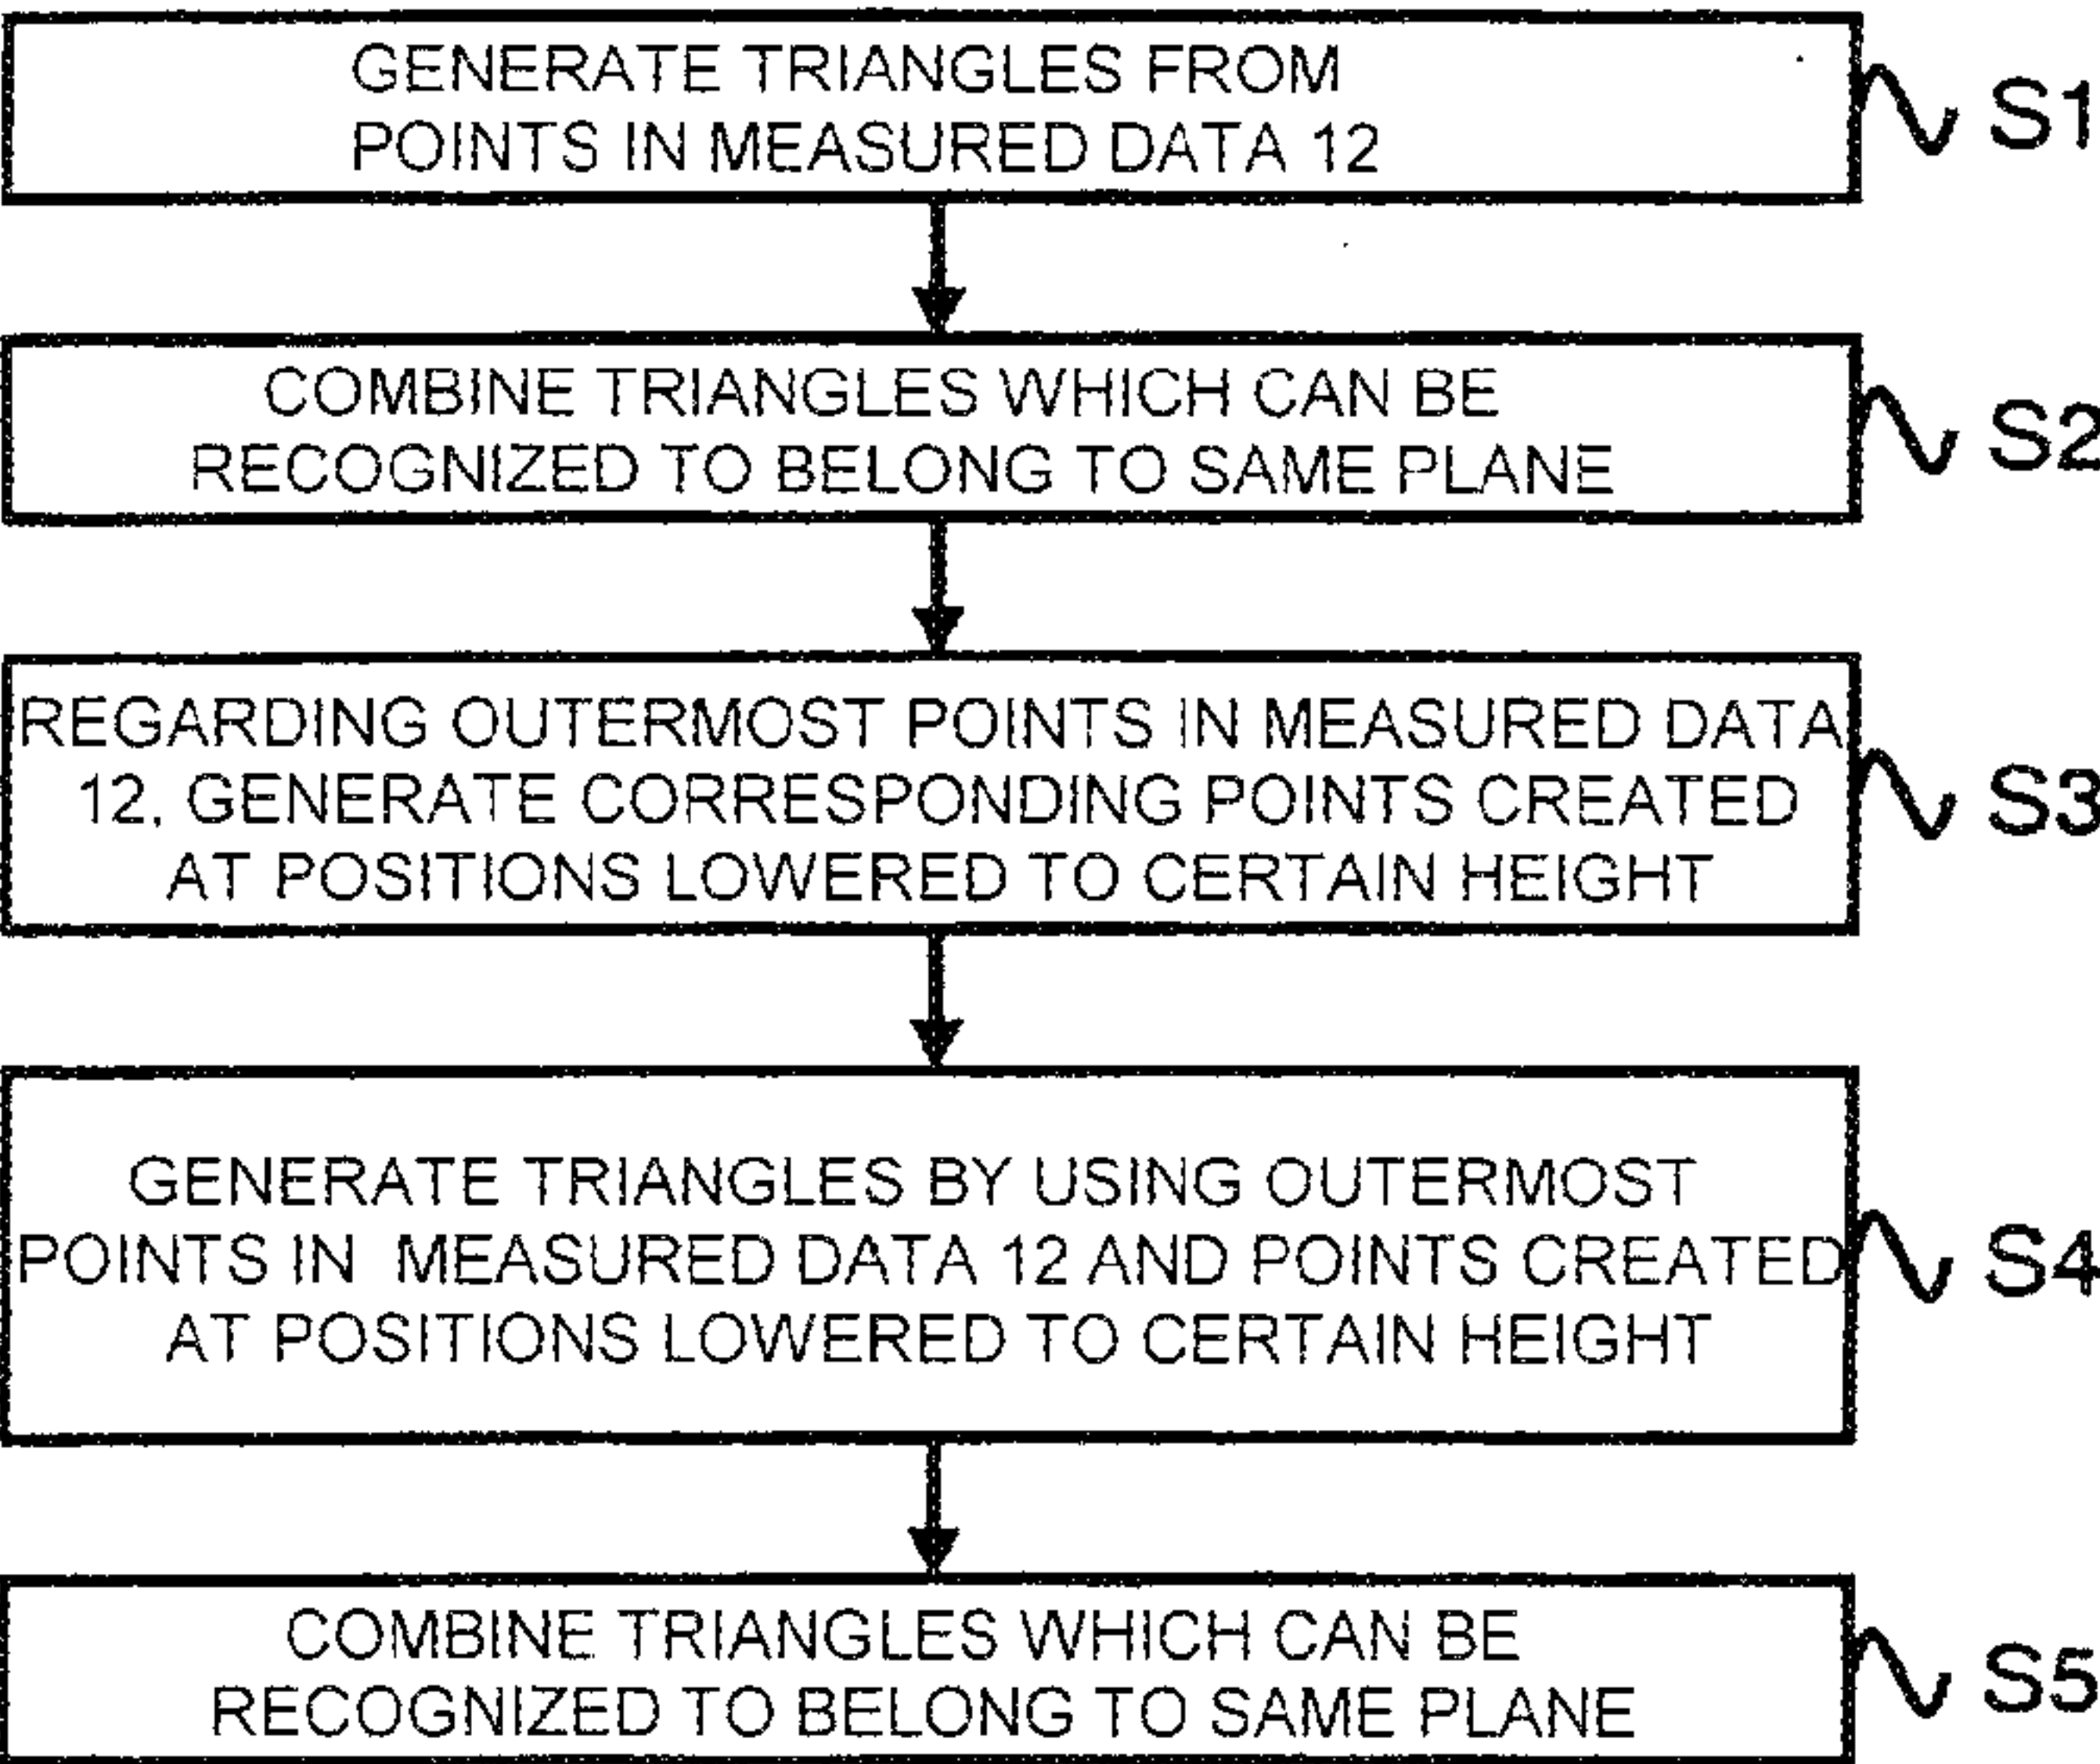 GENERATE TRIANGLES FROM
POINTS IN MEASURED DATA 12
S1
COMBINE TRIANGLES WHICH CAN BE
RECOGNIZED TO BELONG TO SAME PLANE
S2
REGARDING OUTERMOST POINTS IN MEASURED DATA
12, GENERATE CORRESPONDING POINTS CREATED
AT POSITIONS LOWERED TO CERTAIN HEIGHT
S3
GENERATE TRIANGLES BY USING OUTERMOST
POINTS IN MEASURED DATA 12 AND POINTS CREATED
AT POSITIONS LOWERED TO CERTAIN HEIGHT
S4
COMBINE TRIANGLES WHICH CAN BE
RECOGNIZED TO BELONG TO SAME PLANE
S5